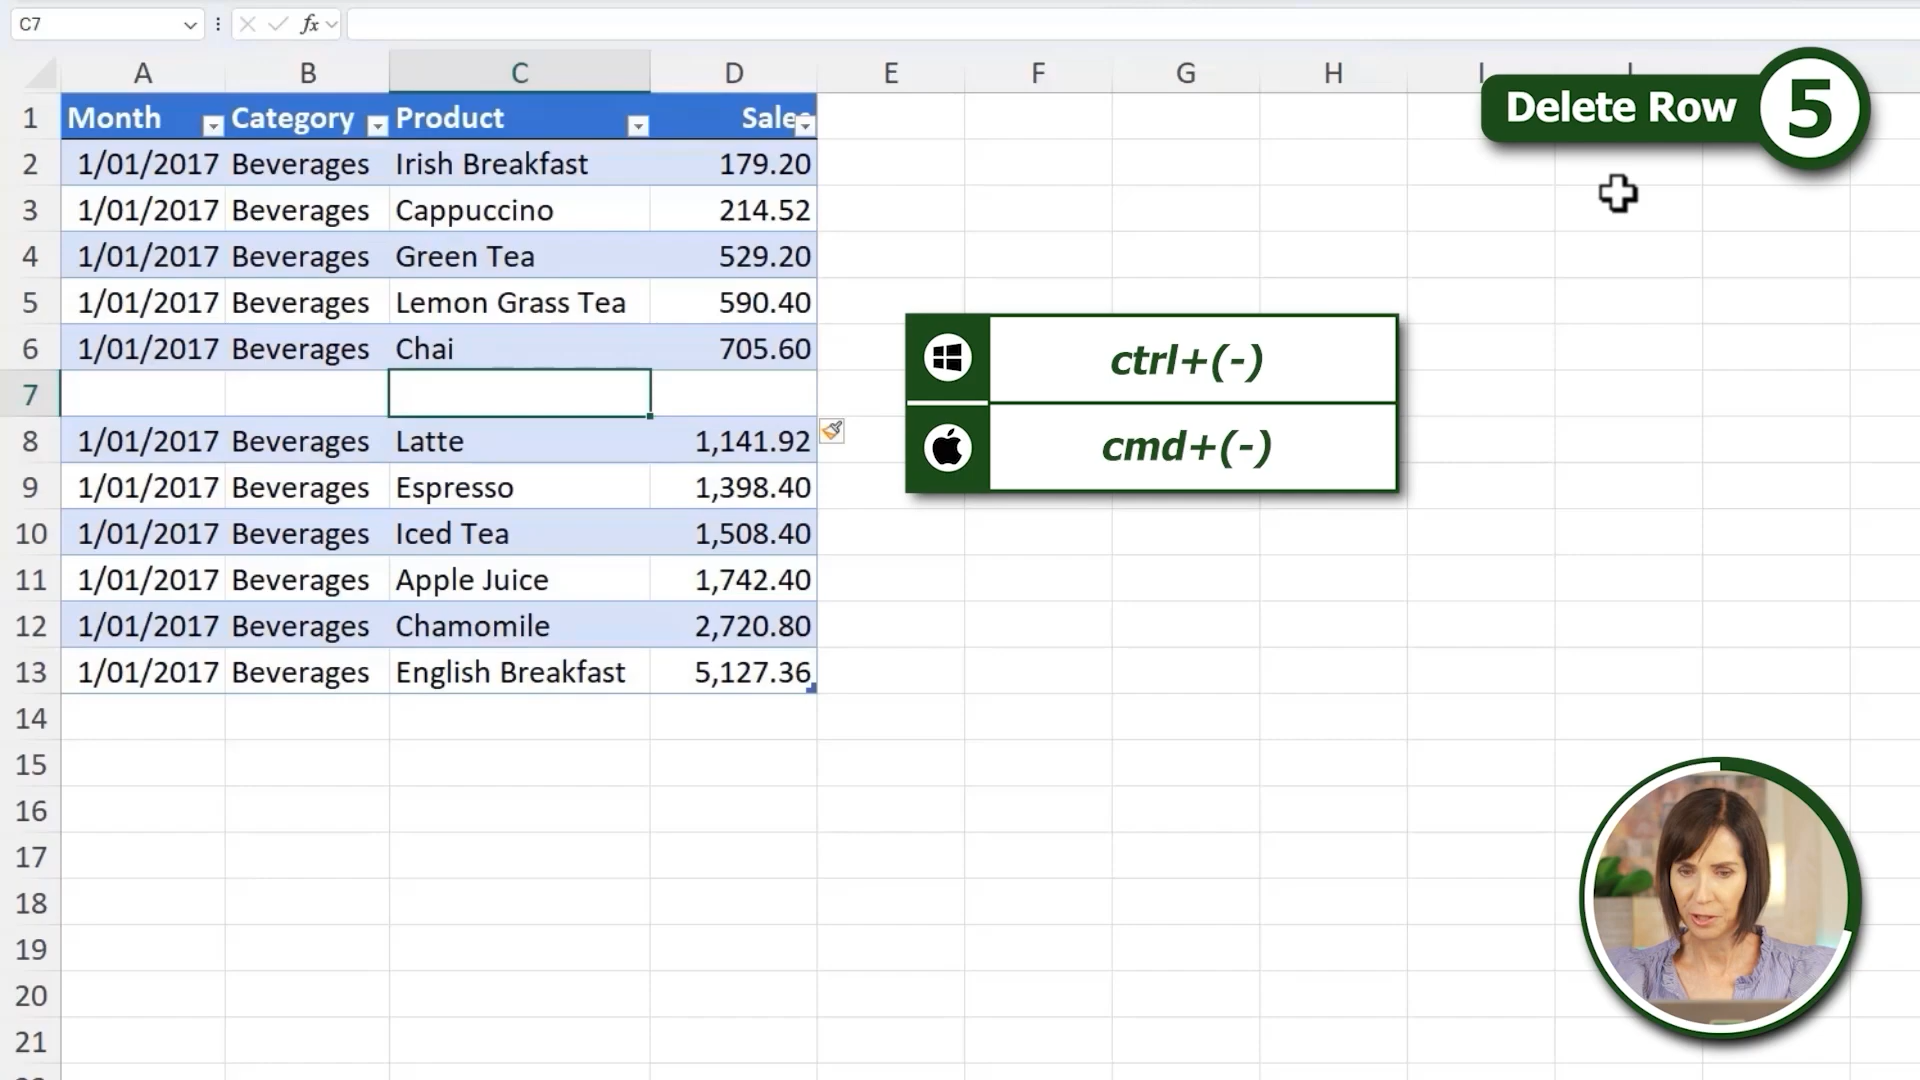 C7
fx
A B C D E F G H I
Delete Row 5
1 Month Category Product Sales
2 1/01/2017 Beverages Irish Breakfast 179.20
3 1/01/2017 Beverages Cappuccino 214.52
4 1/01/2017 Beverages Green Tea 529.20
5 1/01/2017 Beverages Lemon Grass Tea 590.40
6 1/01/2017 Beverages Chai 705.60
ctrl+(-)
7
8 1/01/2017 Beverages Latte 1,141.92
cmd+(-)
9 1/01/2017 Beverages Espresso 1,398.40
10 1/01/2017 Beverages Iced Tea 1,508.40
11 1/01/2017 Beverages Apple Juice 1,742.40
12 1/01/2017 Beverages Chamomile 2,720.80
13 1/01/2017 Beverages English Breakfast 5,127.36
14
15
16
17
18
19
20
21